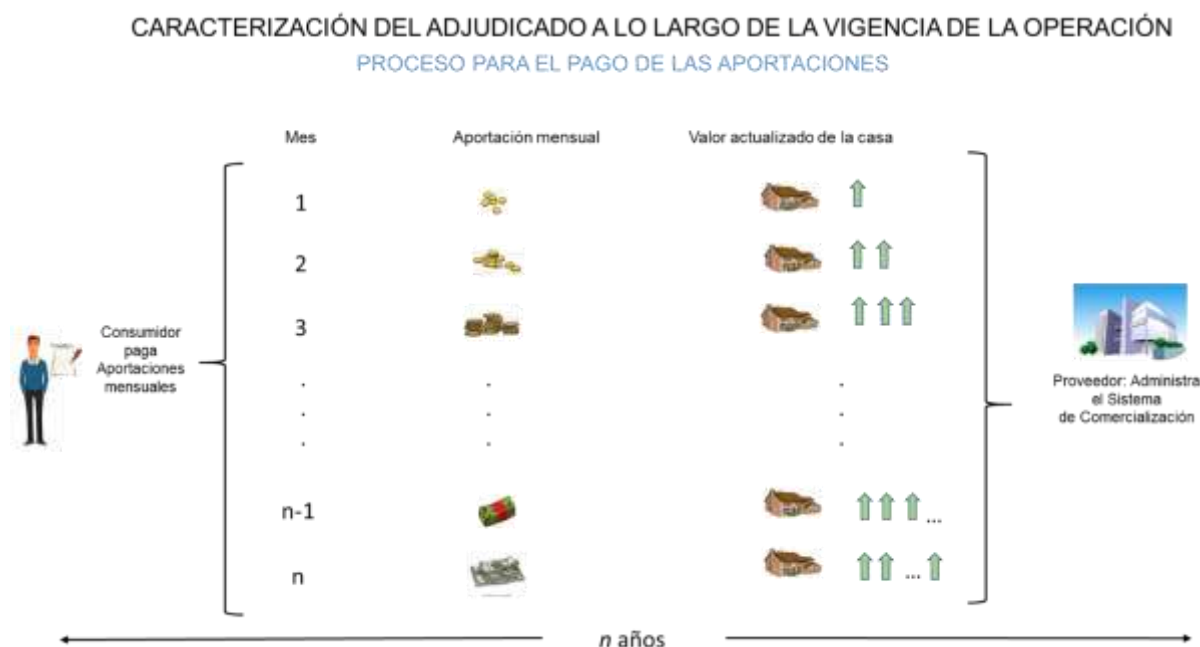 CARACTERIZACIÓN DEL ADJUDICADO A LO LARGO DE LA VIGENCIA DE LA OPERACIÓN
PROCESO PARA EL PAGO DE LAS APORTACIONES
Mes Aportación mensual Valor actualizado de la casa
1
2
3
. . .
. . .
. . .
n-1 ...
n ...
Consumidor
paga
Aportaciones
mensuales
Proveedor: Administra
el Sistema
de Comercialización
n años